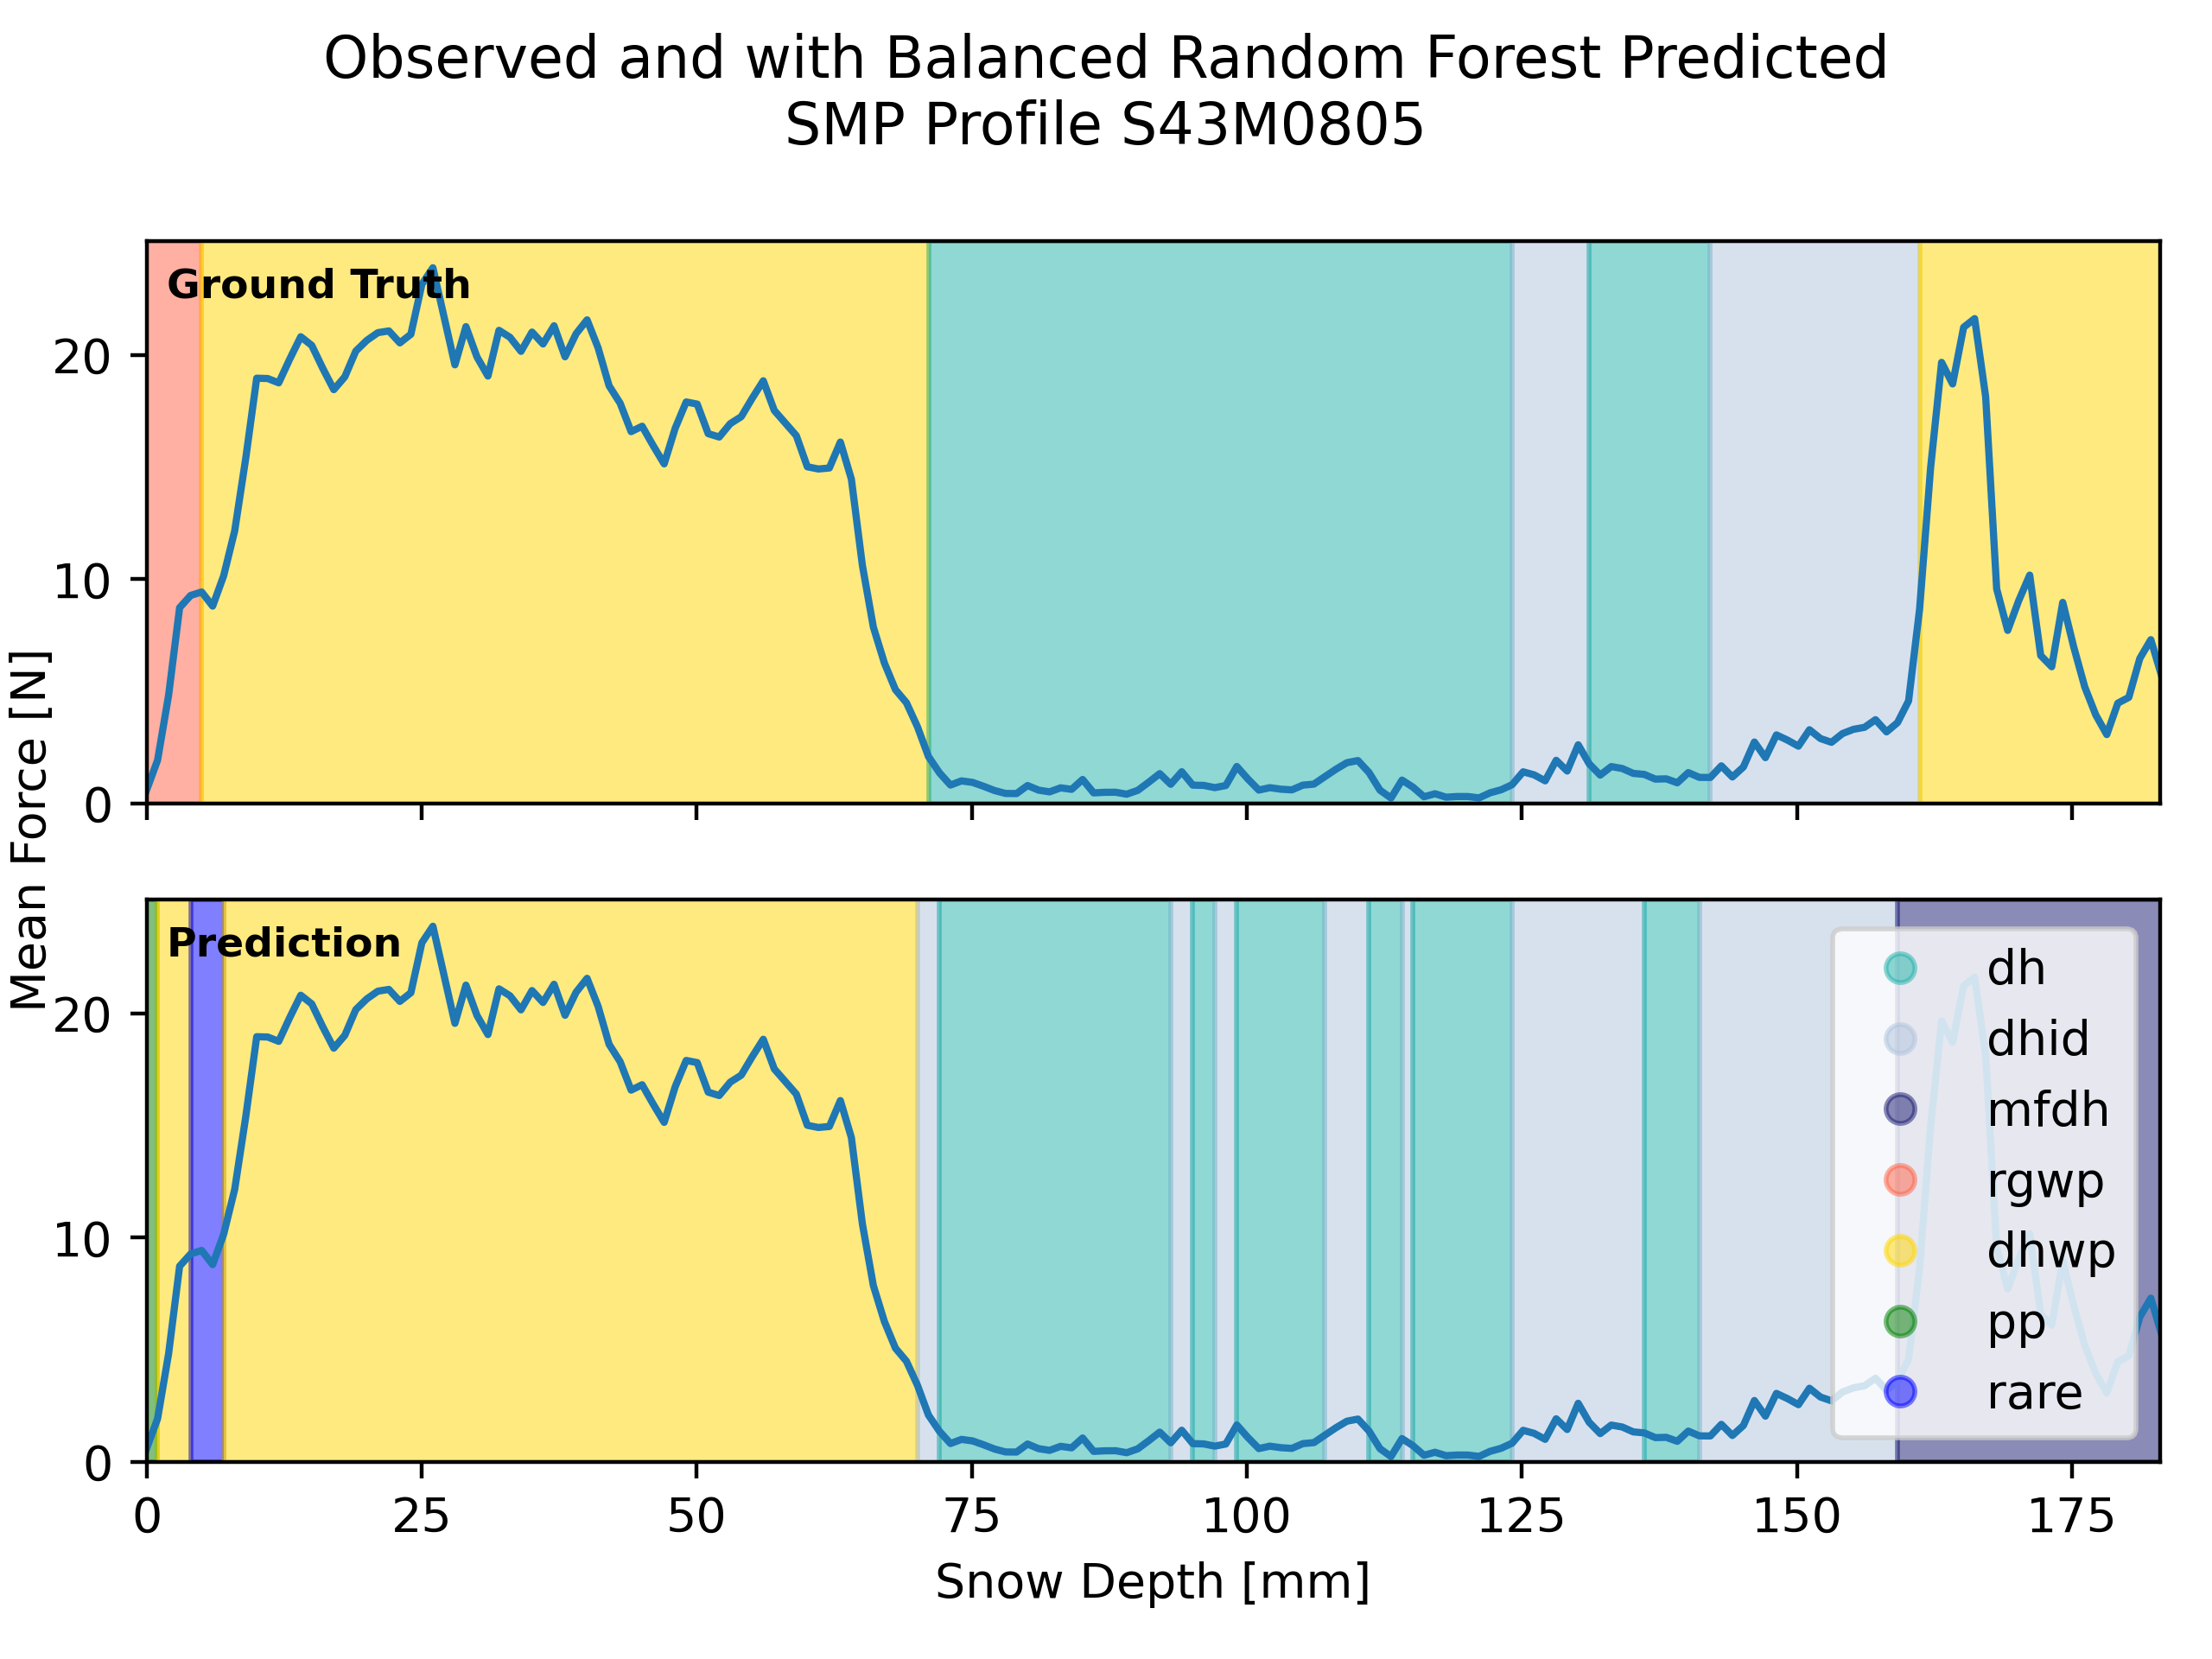 Observed and with Balanced Random Forest Predicted
SMP Profile S43M0805
Ground Truth
20
10
0
Mean Force [N]
Prediction
20
10
0
dh
dhid
mfdh
rgwp
dhwp
pp
rare
0 25 50 75 100 125 150 175
Snow Depth [mm]